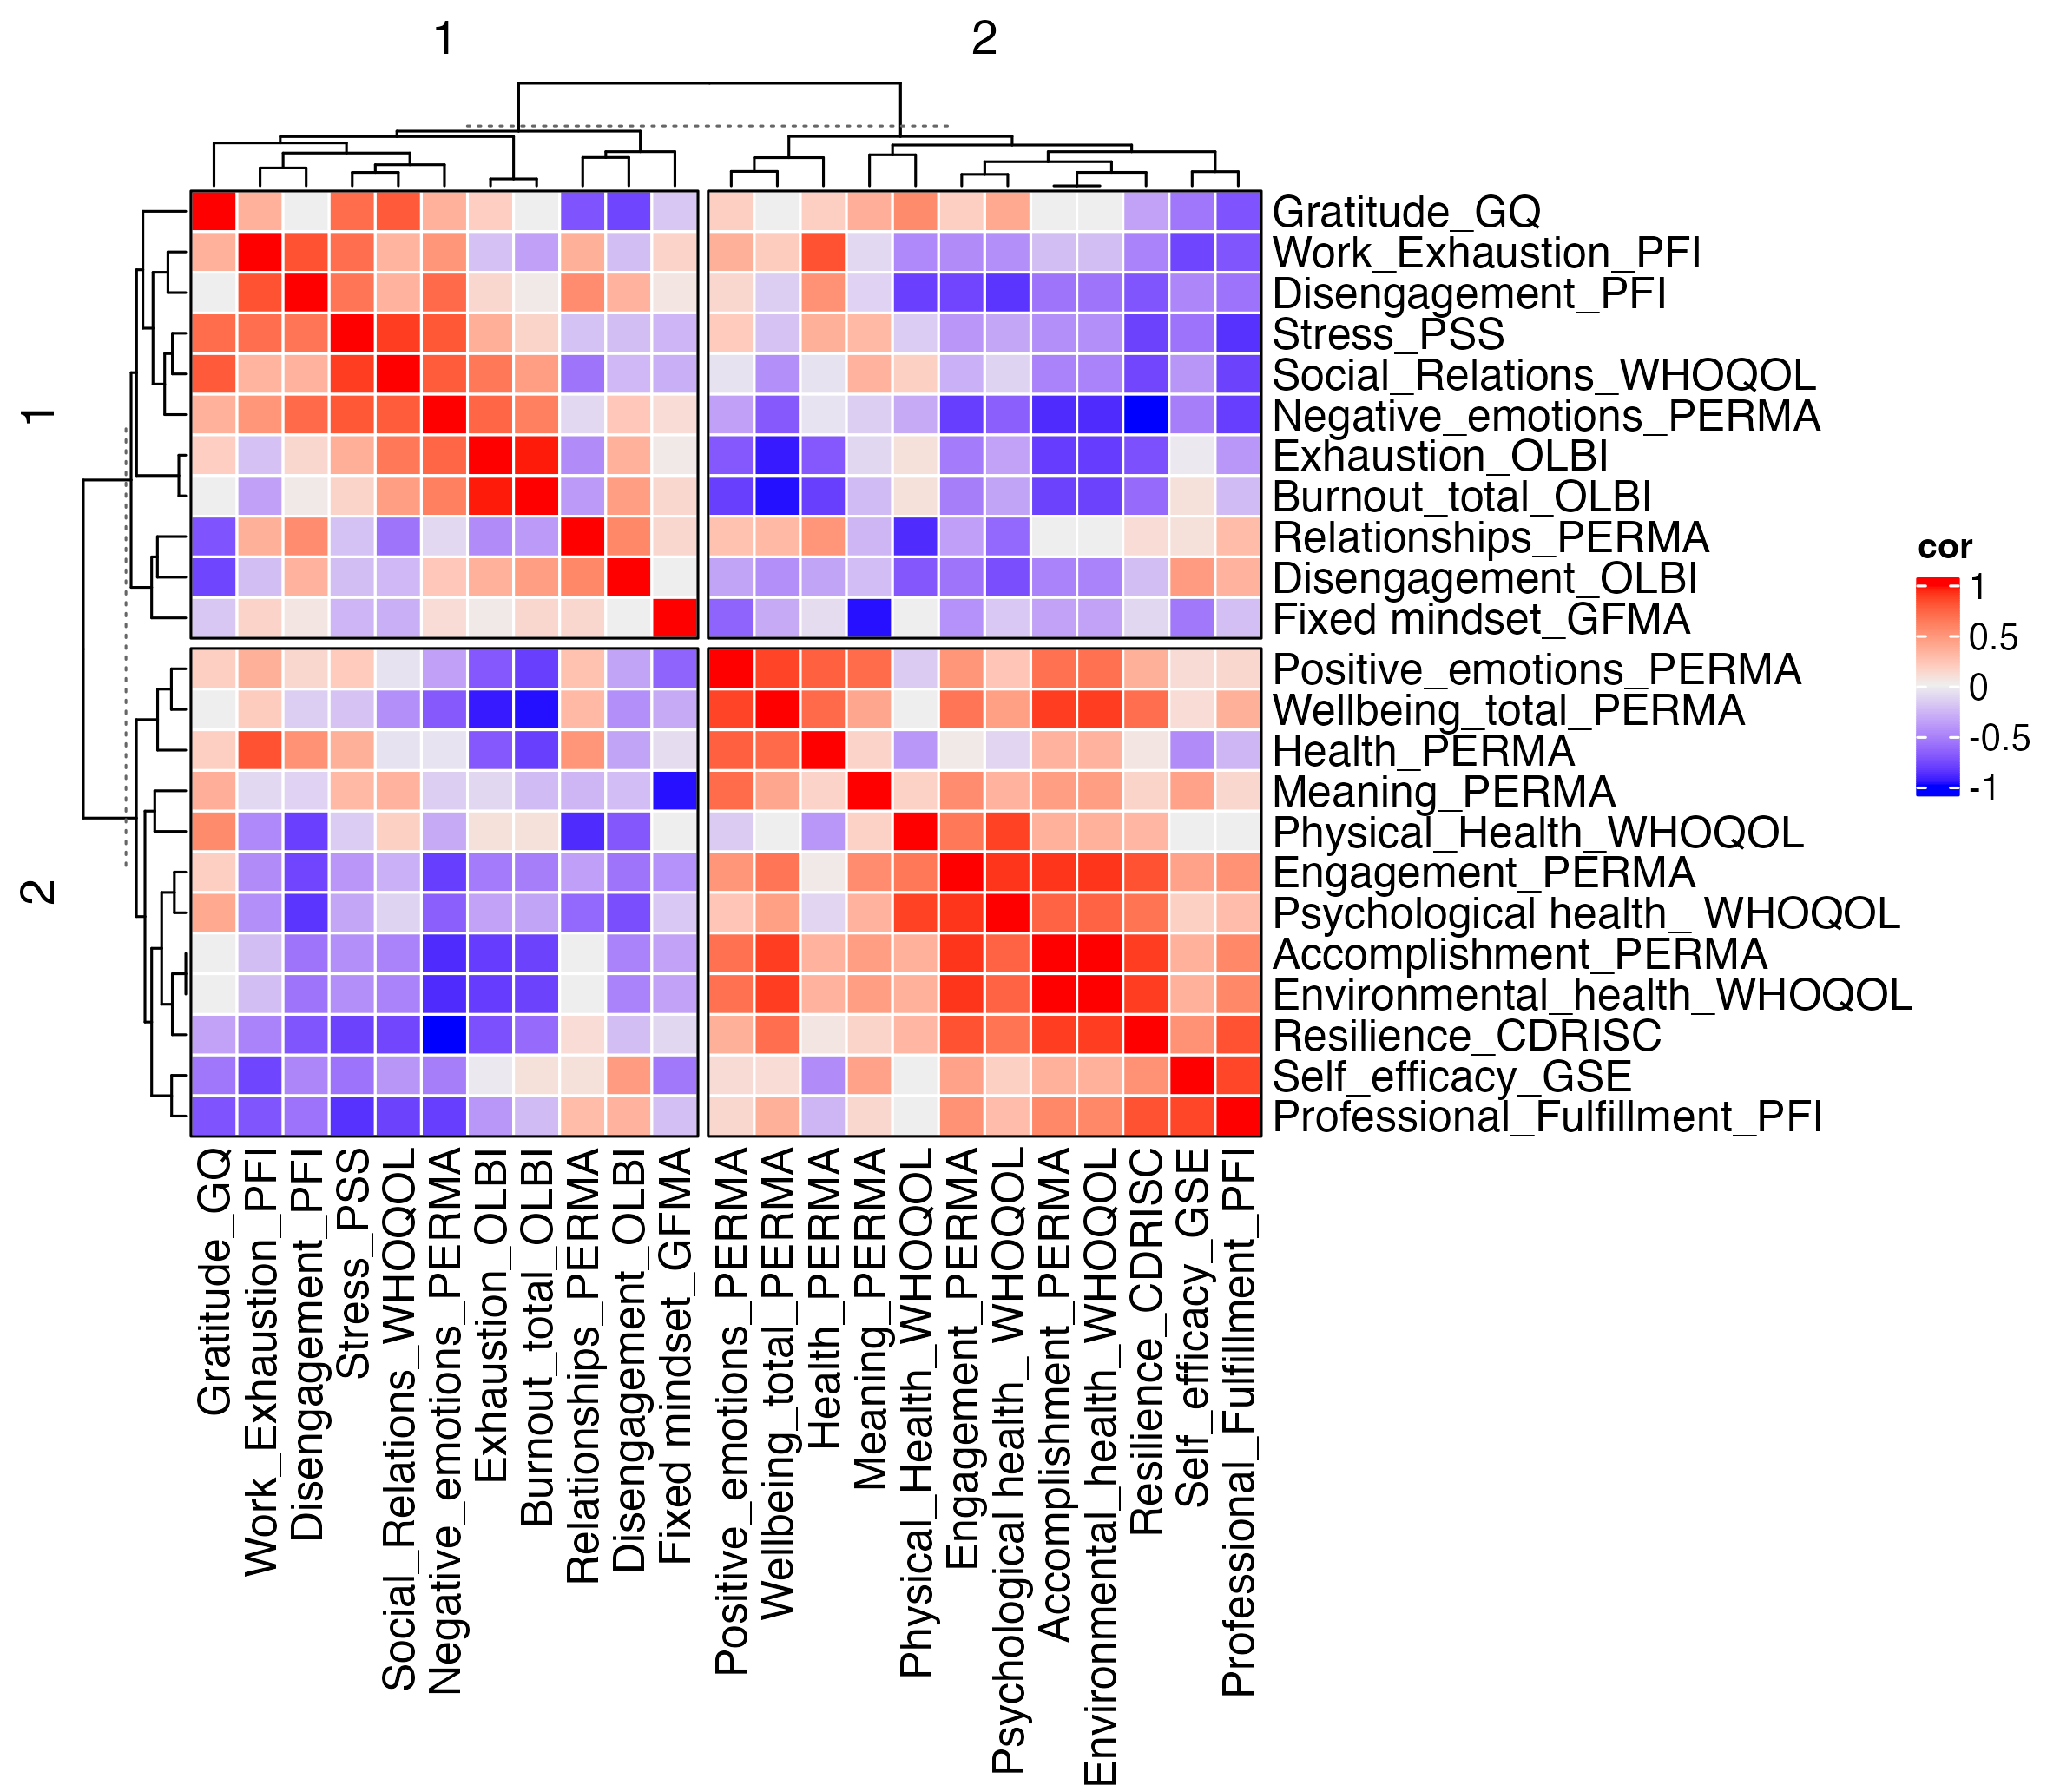 1
2
1
2
Gratitude_GQ
Work_Exhaustion_PFI
Disengagement_PFI
Stress_PSS
Social_Relations_WHOQOL
Negative_emotions_PERMA
Exhaustion_OLBI
Burnout_total_OLBI
Relationships_PERMA
Disengagement_OLBI
Fixed mindset_GFMA
Positive_emotions_PERMA
Wellbeing_total_PERMA
Health_PERMA
Meaning_PERMA
Physical_Health_WHOQOL
Engagement_PERMA
Psychological health_ WHOQOL
Accomplishment_PERMA
Environmental_health_WHOQOL
Resilience_CDRISC
Self_efficacy_GSE
Professional_Fulfillment_PFI
cor
1
0.5
0
-0.5
-1
Gratitude_GQ
Work_Exhaustion_PFI
Disengagement_PFI
Stress_PSS
Social_Relations_WHOQOL
Negative_emotions_PERMA
Exhaustion_OLBI
Burnout_total_OLBI
Relationships_PERMA
Disengagement_OLBI
Fixed mindset_GFMA
Positive_emotions_PERMA
Wellbeing_total_PERMA
Health_PERMA
Meaning_PERMA
Physical_Health_WHOQOL
Engagement_PERMA
Psychological health_ WHOQOL
Accomplishment_PERMA
Environmental_health_WHOQOL
Resilience_CDRISC
Self_efficacy_GSE
Professional_Fulfillment_PFI